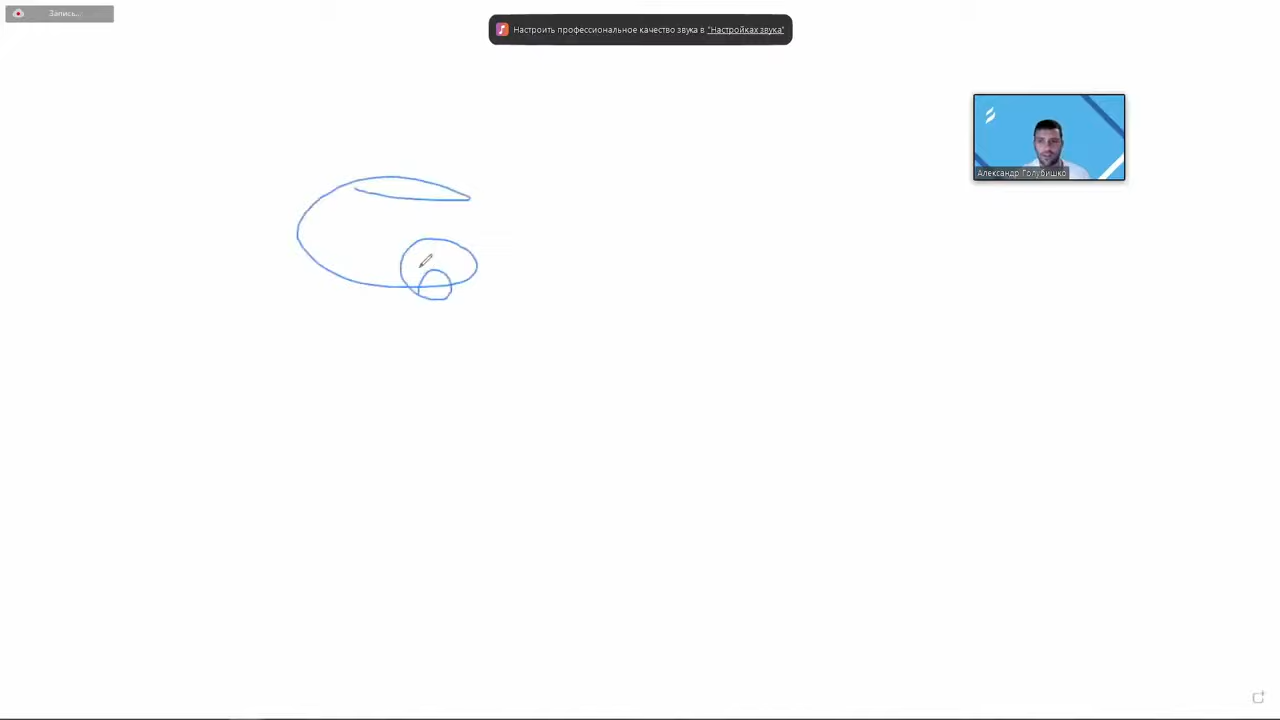 Запись...
Настроить профессиональное качество звука в "Настройках звука"
Александр Голубишко